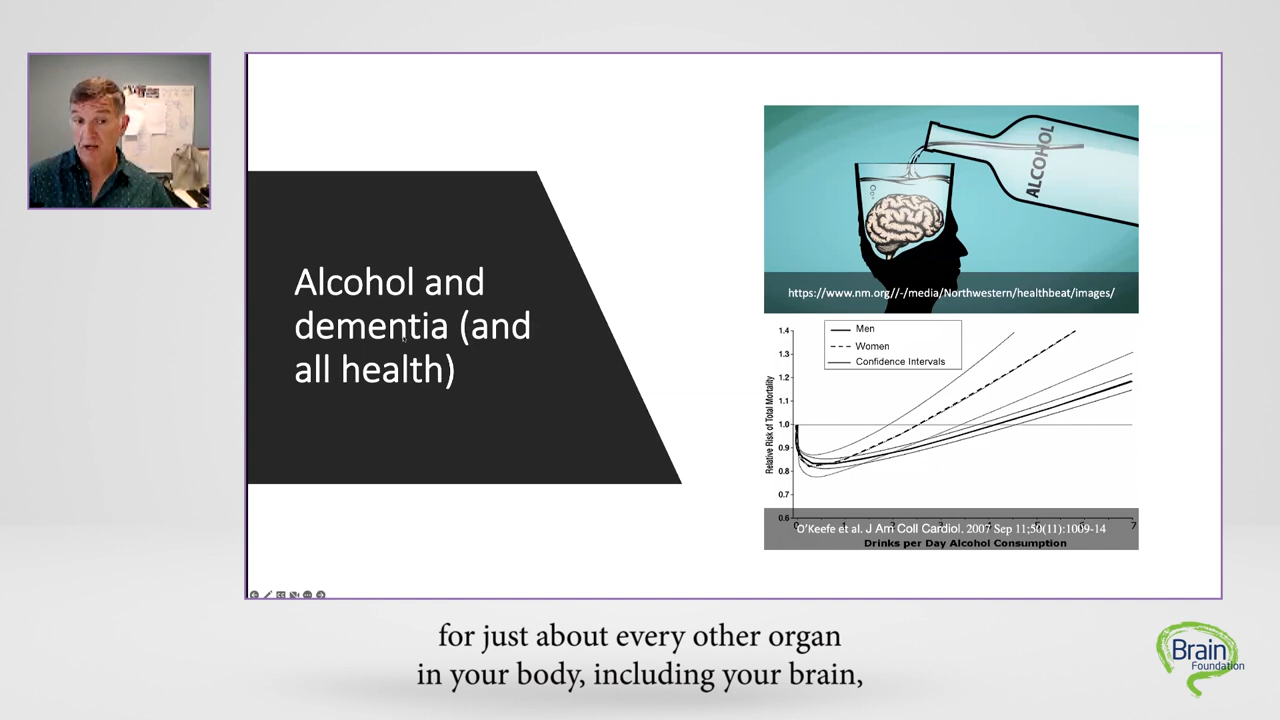 Alcohol and
dementia (and
all health)
ALCOHOL
https://www.nm.org//-/media/Northwestern/healthbeat/images/
Men
Women
Confidence Intervals
1.4
1.3
1.2
1.1
1.0
0.9
0.8
0.7
0.6
Relative Risk of Total Mortality
7
O'Keefe et al. J Am Coll Cardiol. 2007 Sep 11;50(11):1009-14
Drinks per Day Alcohol Consumption
for just about every other organ
in your body, including your brain,
Brain
Foundation